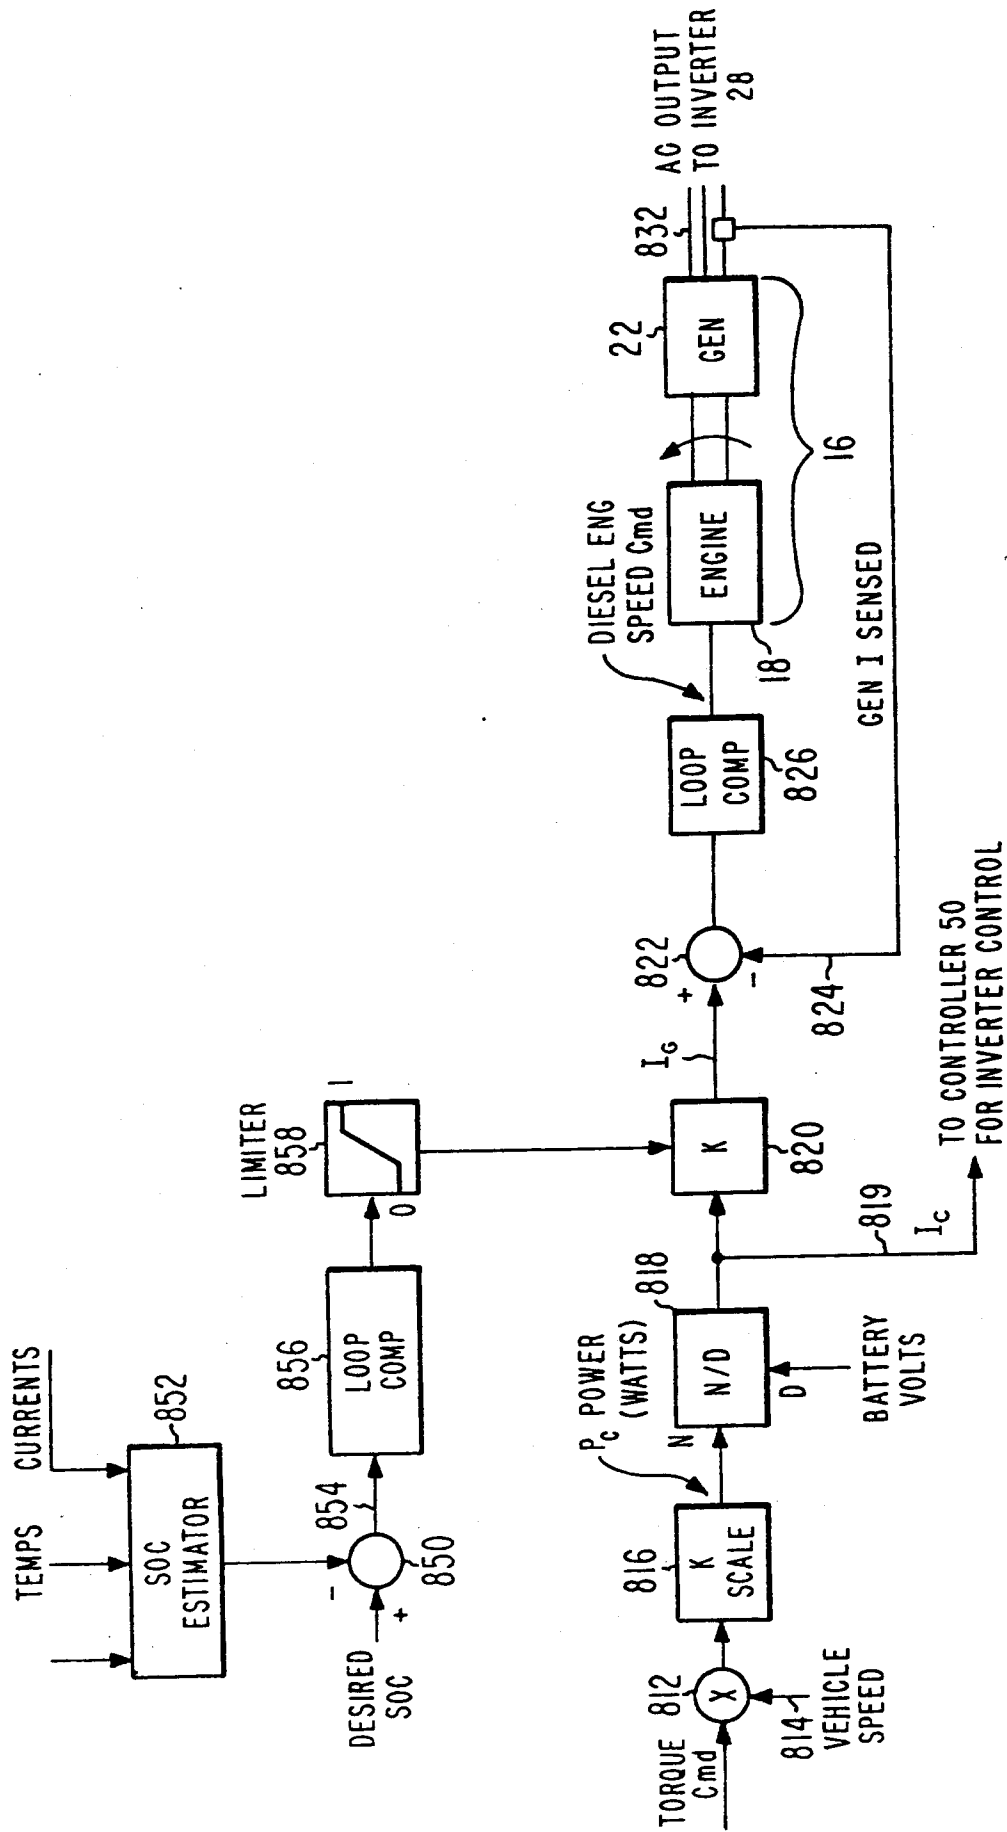 CURRENTS
TEMPS
852
SOC
ESTIMATOR
-
854
+
850
DESIRED
SOC
856
LOOP
COMP
LIMITER
858
0
1
TORQUE
Cmd
812
X
814
VEHICLE
SPEED
816
K
SCALE
PC POWER
(WATTS)
N
818
N/D
D
BATTERY
VOLTS
819
IC
TO CONTROLLER 50
FOR INVERTER CONTROL
K
820
IG
822
+
-
824
LOOP
COMP
826
DIESEL ENG
SPEED Cmd
ENGINE
18
22
GEN
16
832
AC OUTPUT
TO INVERTER
28
GEN I SENSED